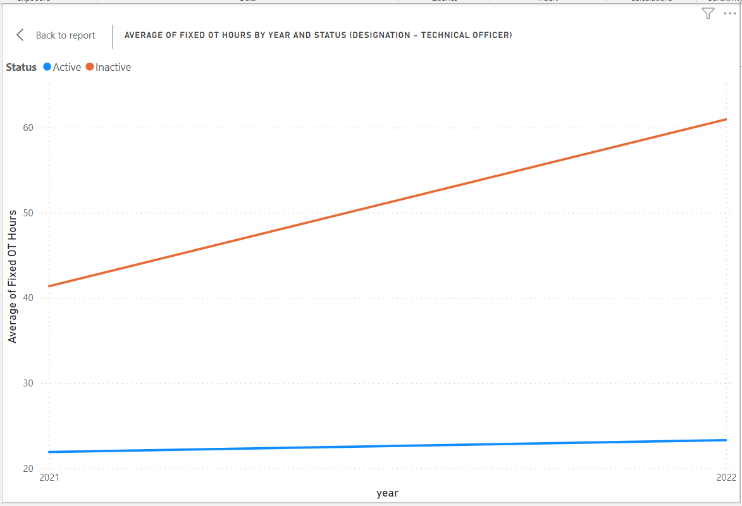 Back to report
AVERAGE OF FIXED OT HOURS BY YEAR AND STATUS (DESIGNATION - TECHNICAL OFFICER)
Status Active Inactive
60
50
40
30
20
Average of Fixed OT Hours
2021 2022
year